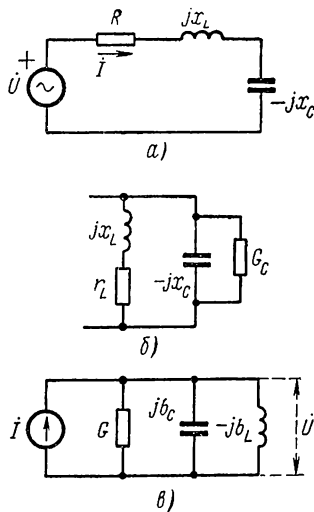 R
jx_L
+
U̇
İ
-jx_C
а)
jx_L
r_L
-jx_C
G_C
б)
İ
G
jb_C
-jb_L
U̇
в)